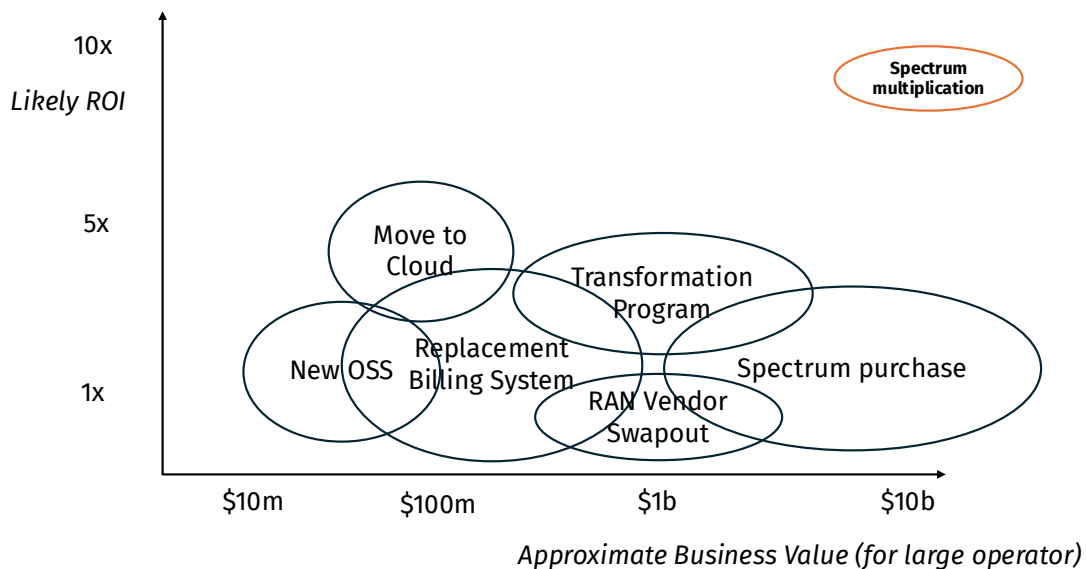 10x
Likely ROI
Spectrum
multiplication
5x
Move to
Cloud
Transformation
Program
New OSS
Replacement
Billing System
Spectrum purchase
1x
RAN Vendor
Swapout
$10m
$100m
$1b
$10b
Approximate Business Value (for large operator)